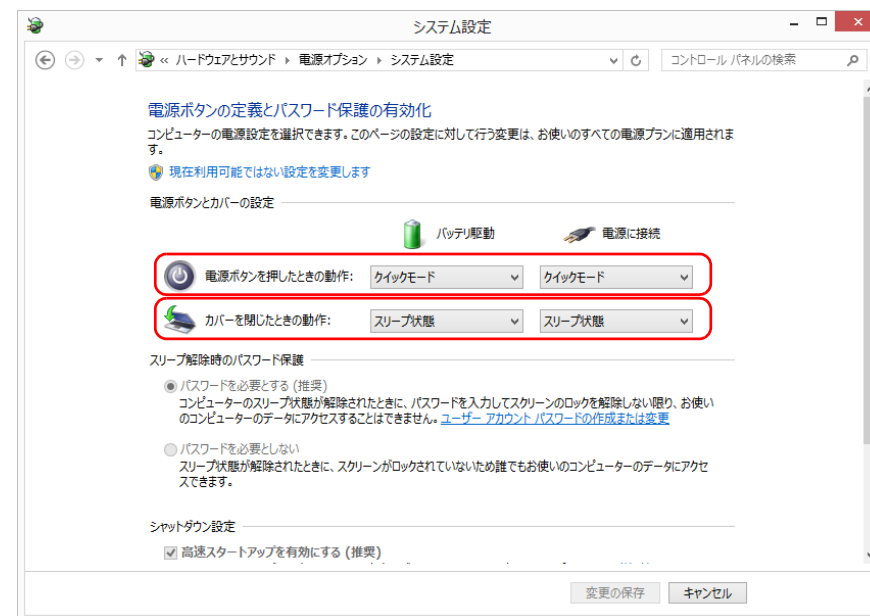 システム設定
« ハードウェアとサウンド ▸ 電源オプション ▸ システム設定
コントロール パネルの検索
電源ボタンの定義とパスワード保護の有効化
コンピューターの電源設定を選択できます。このページの設定に対して行う変更は、お使いのすべての電源プランに適用されま
す。
現在利用可能ではない設定を変更します
電源ボタンとカバーの設定
バッテリ駆動
電源に接続
電源ボタンを押したときの動作: クイックモード クイックモード
カバーを閉じたときの動作: スリープ状態 スリープ状態
スリープ解除時のパスワード保護
パスワードを必要とする (推奨)
コンピューターのスリープ状態が解除されたときに、パスワードを入力してスクリーンのロックを解除しない限り、お使い
のコンピューターのデータにアクセスすることはできません。ユーザー アカウント パスワードの作成または変更
パスワードを必要としない
スリープ状態が解除されたときに、スクリーンがロックされていないため誰でもお使いのコンピューターのデータにアクセ
スできます。
シャットダウン設定
高速スタートアップを有効にする (推奨)
変更の保存
キャンセル